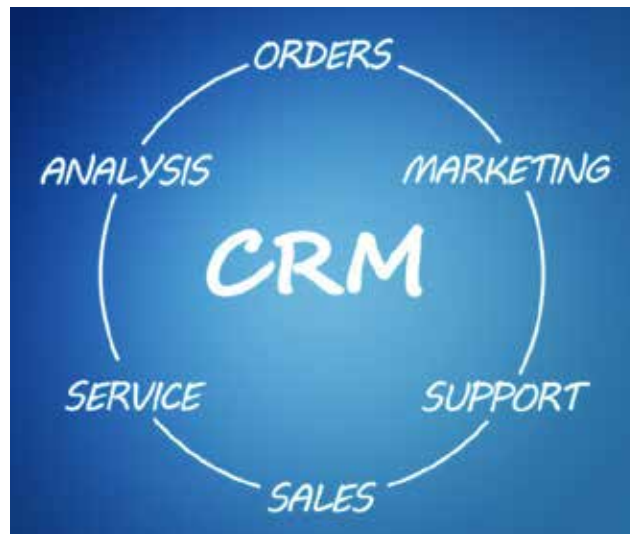 ORDERS
ANALYSIS MARKETING
CRM
SERVICE SUPPORT
SALES